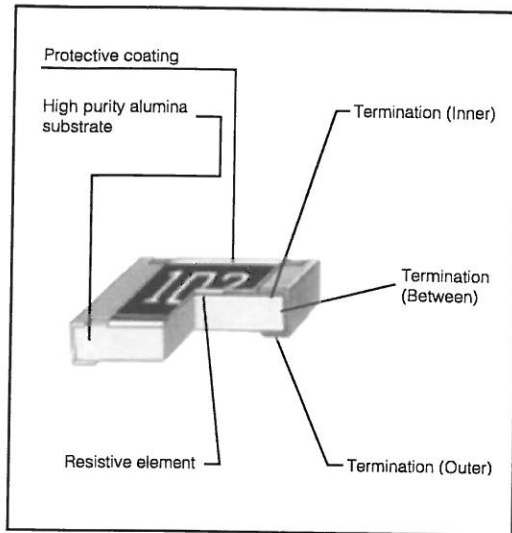 Protective coating
High purity alumina
substrate
Termination (Inner)
102
Termination
(Between)
Resistive element
Termination (Outer)